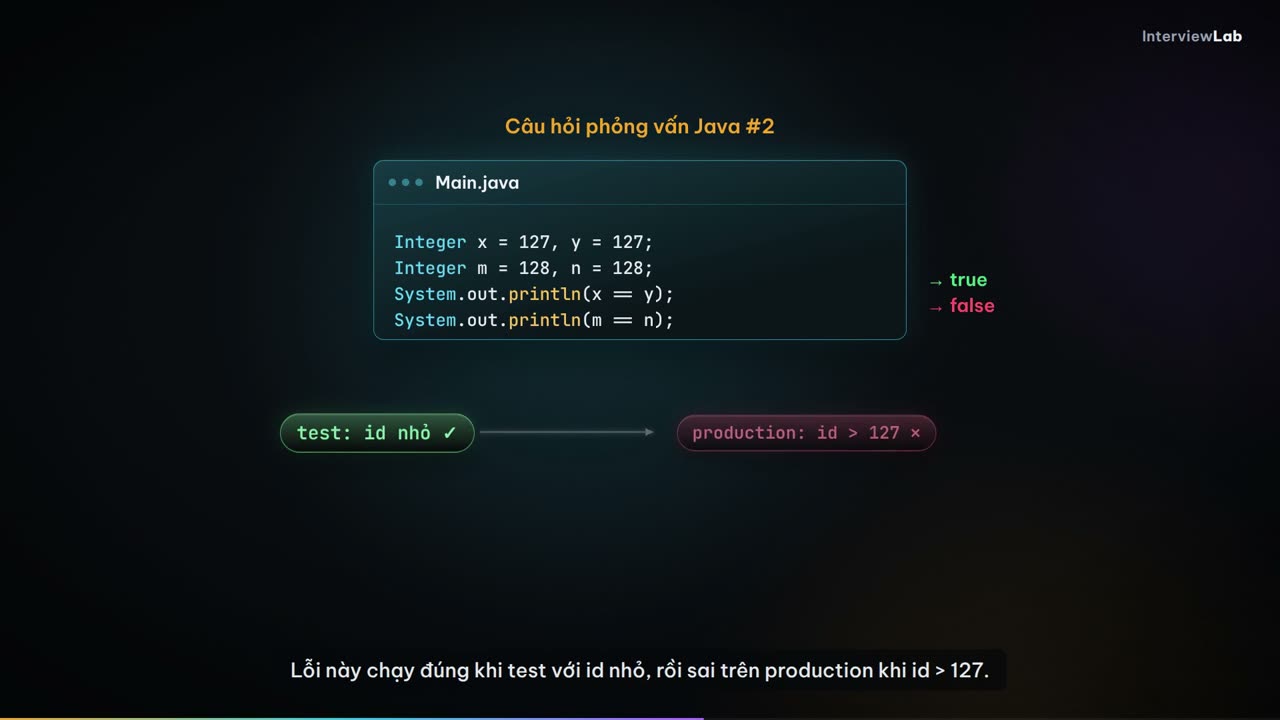 InterviewLab
Câu hỏi phỏng vấn Java #2
Main.java
Integer x = 127, y = 127;
Integer m = 128, n = 128;
System.out.println(x == y);
System.out.println(m == n);
→ true
→ false
test: id nhỏ ✓
production: id > 127 ×
Lỗi này chạy đúng khi test với id nhỏ, rồi sai trên production khi id > 127.